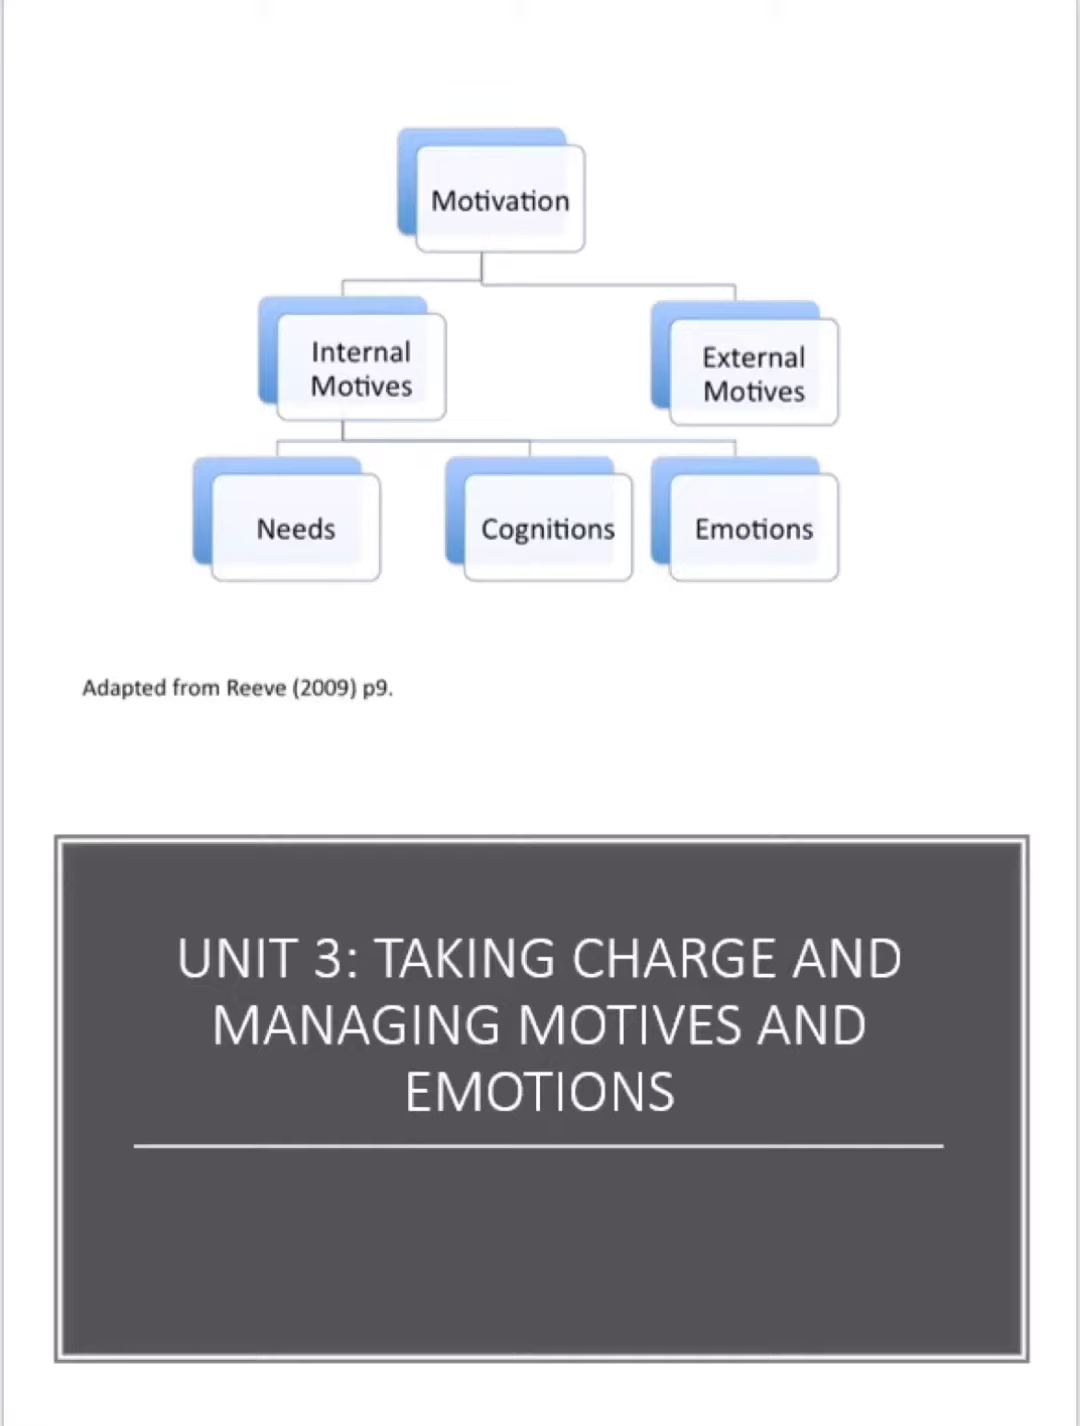 Motivation
Internal
Motives
External
Motives
Needs
Cognitions
Emotions
Adapted from Reeve (2009) p9.
UNIT 3: TAKING CHARGE AND
MANAGING MOTIVES AND
EMOTIONS